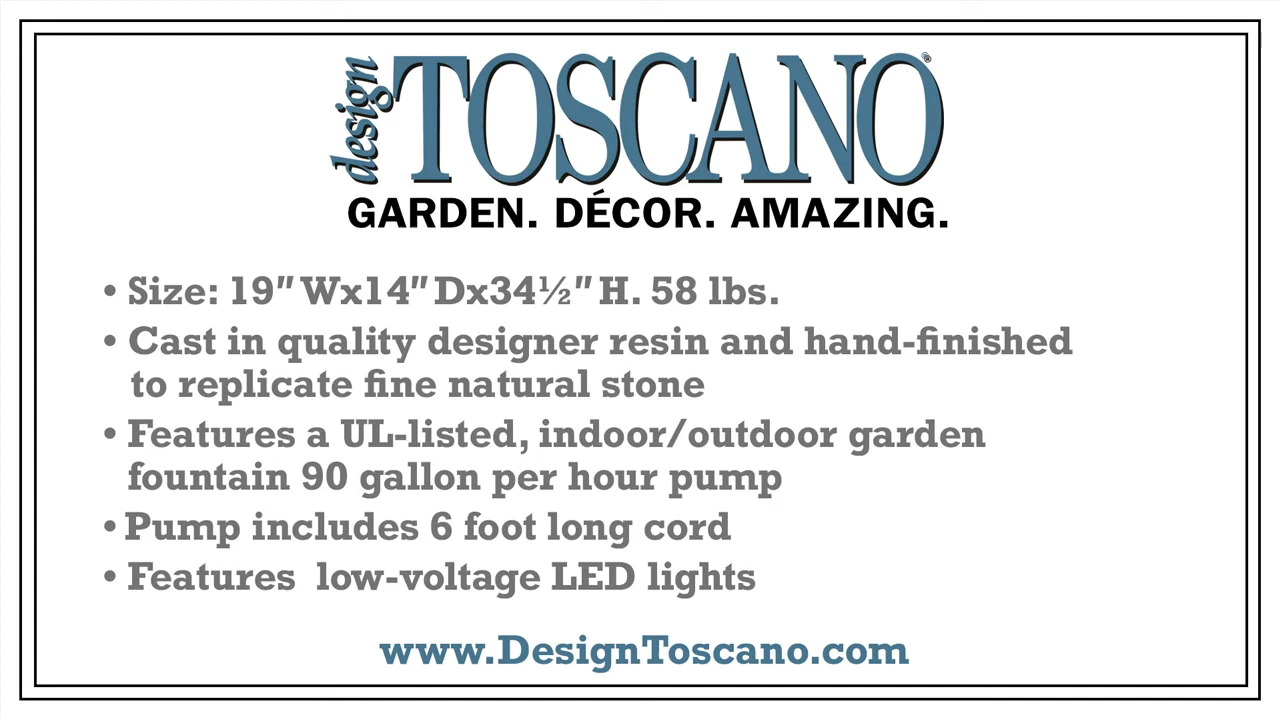 design TOSCANO®
GARDEN. DÉCOR. AMAZING.
• Size: 19" Wx14" Dx34½" H. 58 lbs.
• Cast in quality designer resin and hand-finished
to replicate fine natural stone
• Features a UL-listed, indoor/outdoor garden
fountain 90 gallon per hour pump
• Pump includes 6 foot long cord
• Features low-voltage LED lights
www.DesignToscano.com